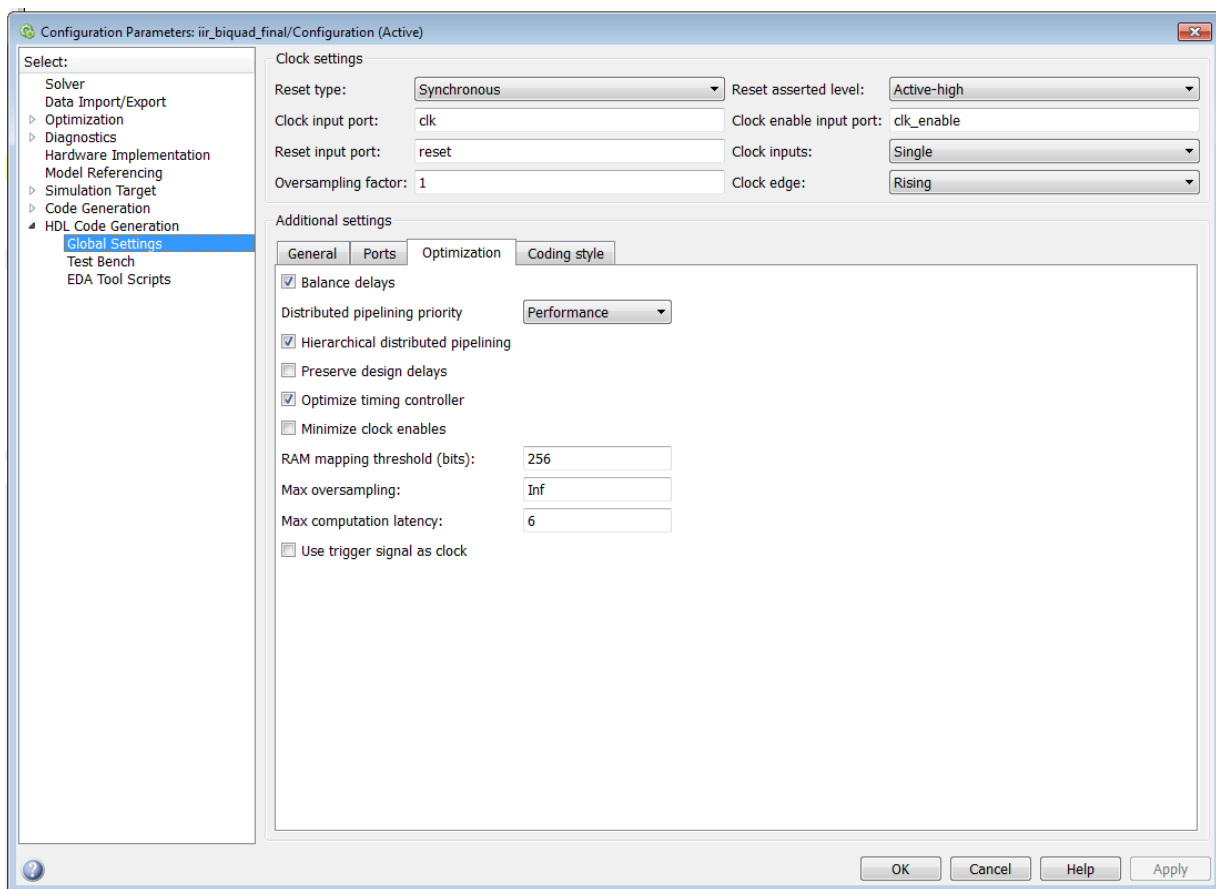 Configuration Parameters: iir_biquad_final/Configuration (Active)
Select:
Solver
Data Import/Export
Optimization
Diagnostics
Hardware Implementation
Model Referencing
Simulation Target
Code Generation
HDL Code Generation
Global Settings
Test Bench
EDA Tool Scripts
Clock settings
Reset type: Synchronous Reset asserted level: Active-high
Clock input port: clk Clock enable input port: clk_enable
Reset input port: reset Clock inputs: Single
Oversampling factor: 1 Clock edge: Rising
Additional settings
General Ports Optimization Coding style
Balance delays
Distributed pipelining priority Performance
Hierarchical distributed pipelining
Preserve design delays
Optimize timing controller
Minimize clock enables
RAM mapping threshold (bits): 256
Max oversampling: Inf
Max computation latency: 6
Use trigger signal as clock
OK Cancel Help Apply